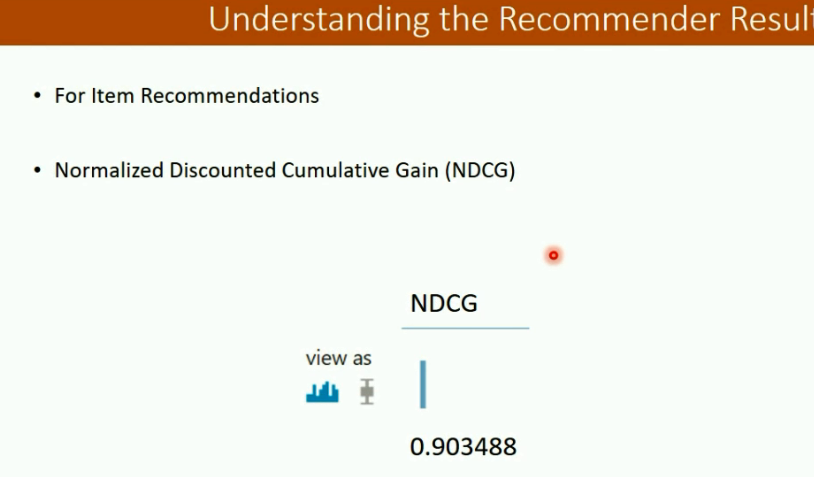 Understanding the Recommender Result
• For Item Recommendations
• Normalized Discounted Cumulative Gain (NDCG)
NDCG
view as
0.903488